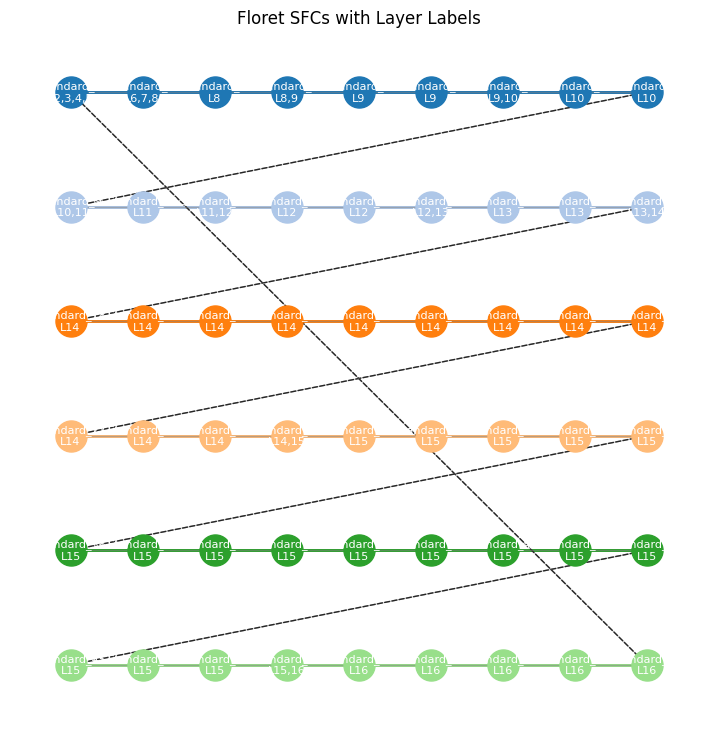 Floret SFCs with Layer Labels
ndard ndard ndard ndard ndard ndard ndard ndard ndard
2,3,4, 6,7,8 L8 L8,9 L9 L9 L9,10 L10 L10
ndard ndard ndard ndard ndard ndard ndard ndard ndard
10,11 L11 11,12 L12 L12 12,13 L13 L13 13,14
ndard ndard ndard ndard ndard ndard ndard ndard ndard
L14 L14 L14 L14 L14 L14 L14 L14 L14
ndard ndard ndard ndard ndard ndard ndard ndard ndard
L14 L14 L14 14,15 L15 L15 L15 L15 L15
ndard ndard ndard ndard ndard ndard ndard ndard ndard
L15 L15 L15 L15 L15 L15 L15 L15 L15
ndard ndard ndard ndard ndard ndard ndard ndard ndard
L15 L15 L15 15,16 L16 L16 L16 L16 L16